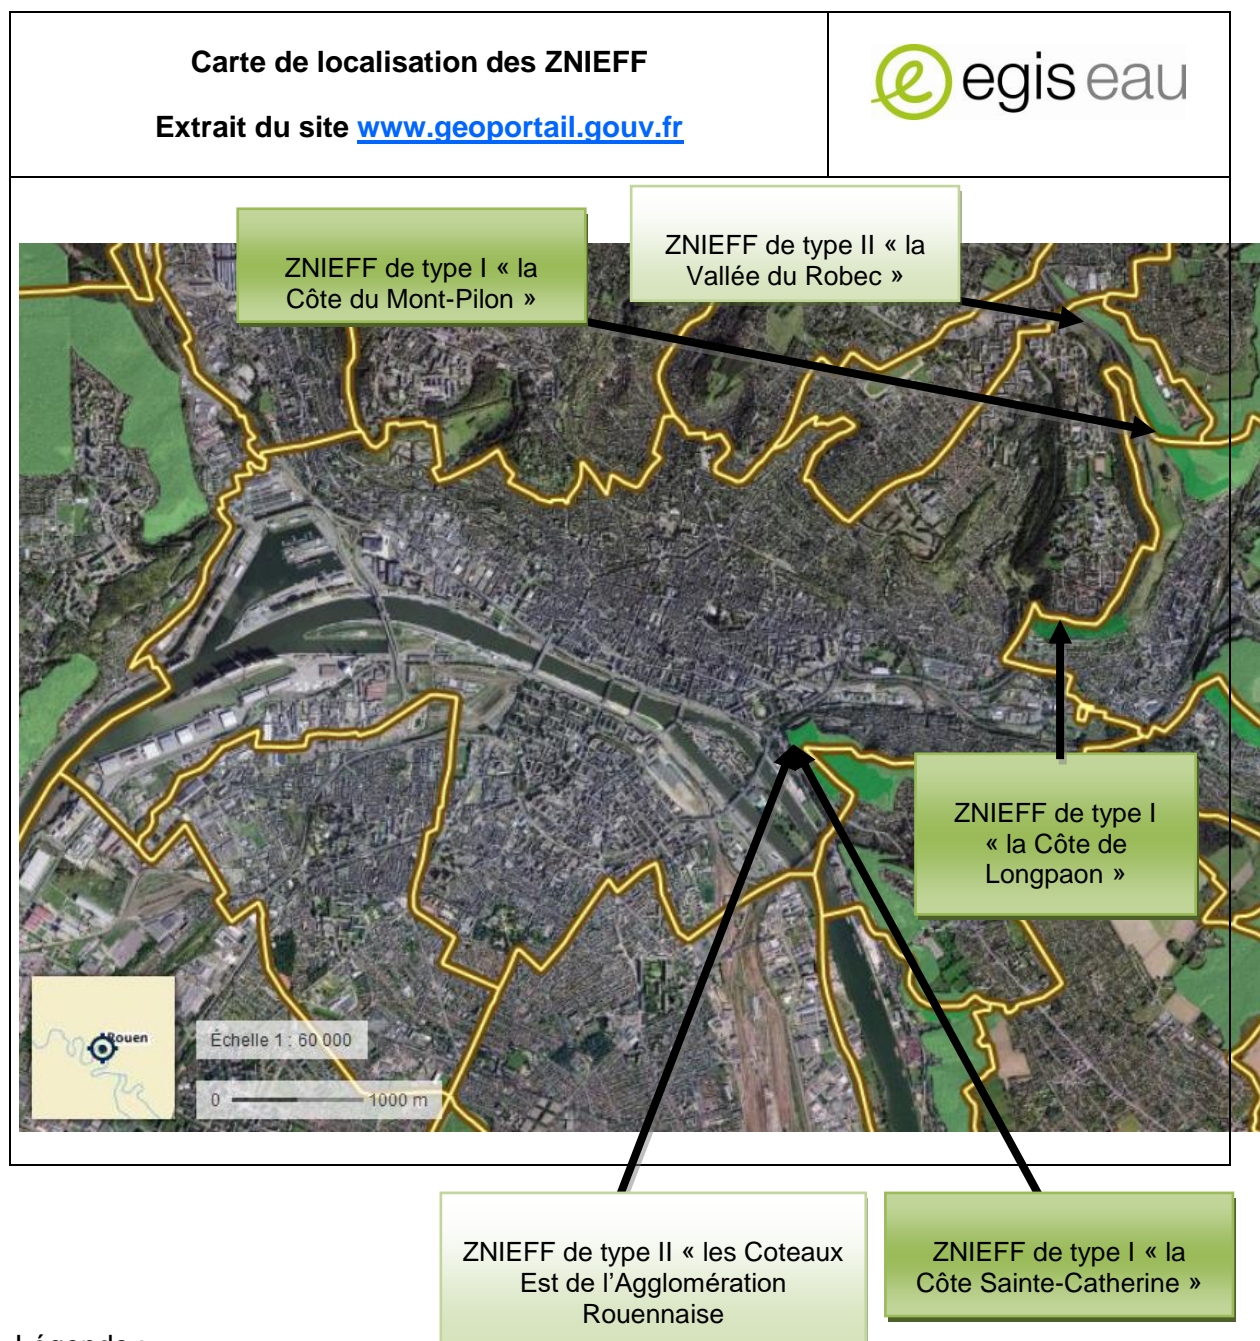 Carte de localisation des ZNIEFF
Extrait du site www.geoportail.gouv.fr
egis eau
ZNIEFF de type I « la
Côte du Mont-Pilon »
ZNIEFF de type II « la
Vallée du Robec »
ZNIEFF de type I
« la Côte de
Longpaon »
Rouen
Échelle 1 : 60 000
0 1000 m
ZNIEFF de type II « les Coteaux
Est de l’Agglomération
Rouennaise
ZNIEFF de type I « la
Côte Sainte-Catherine »